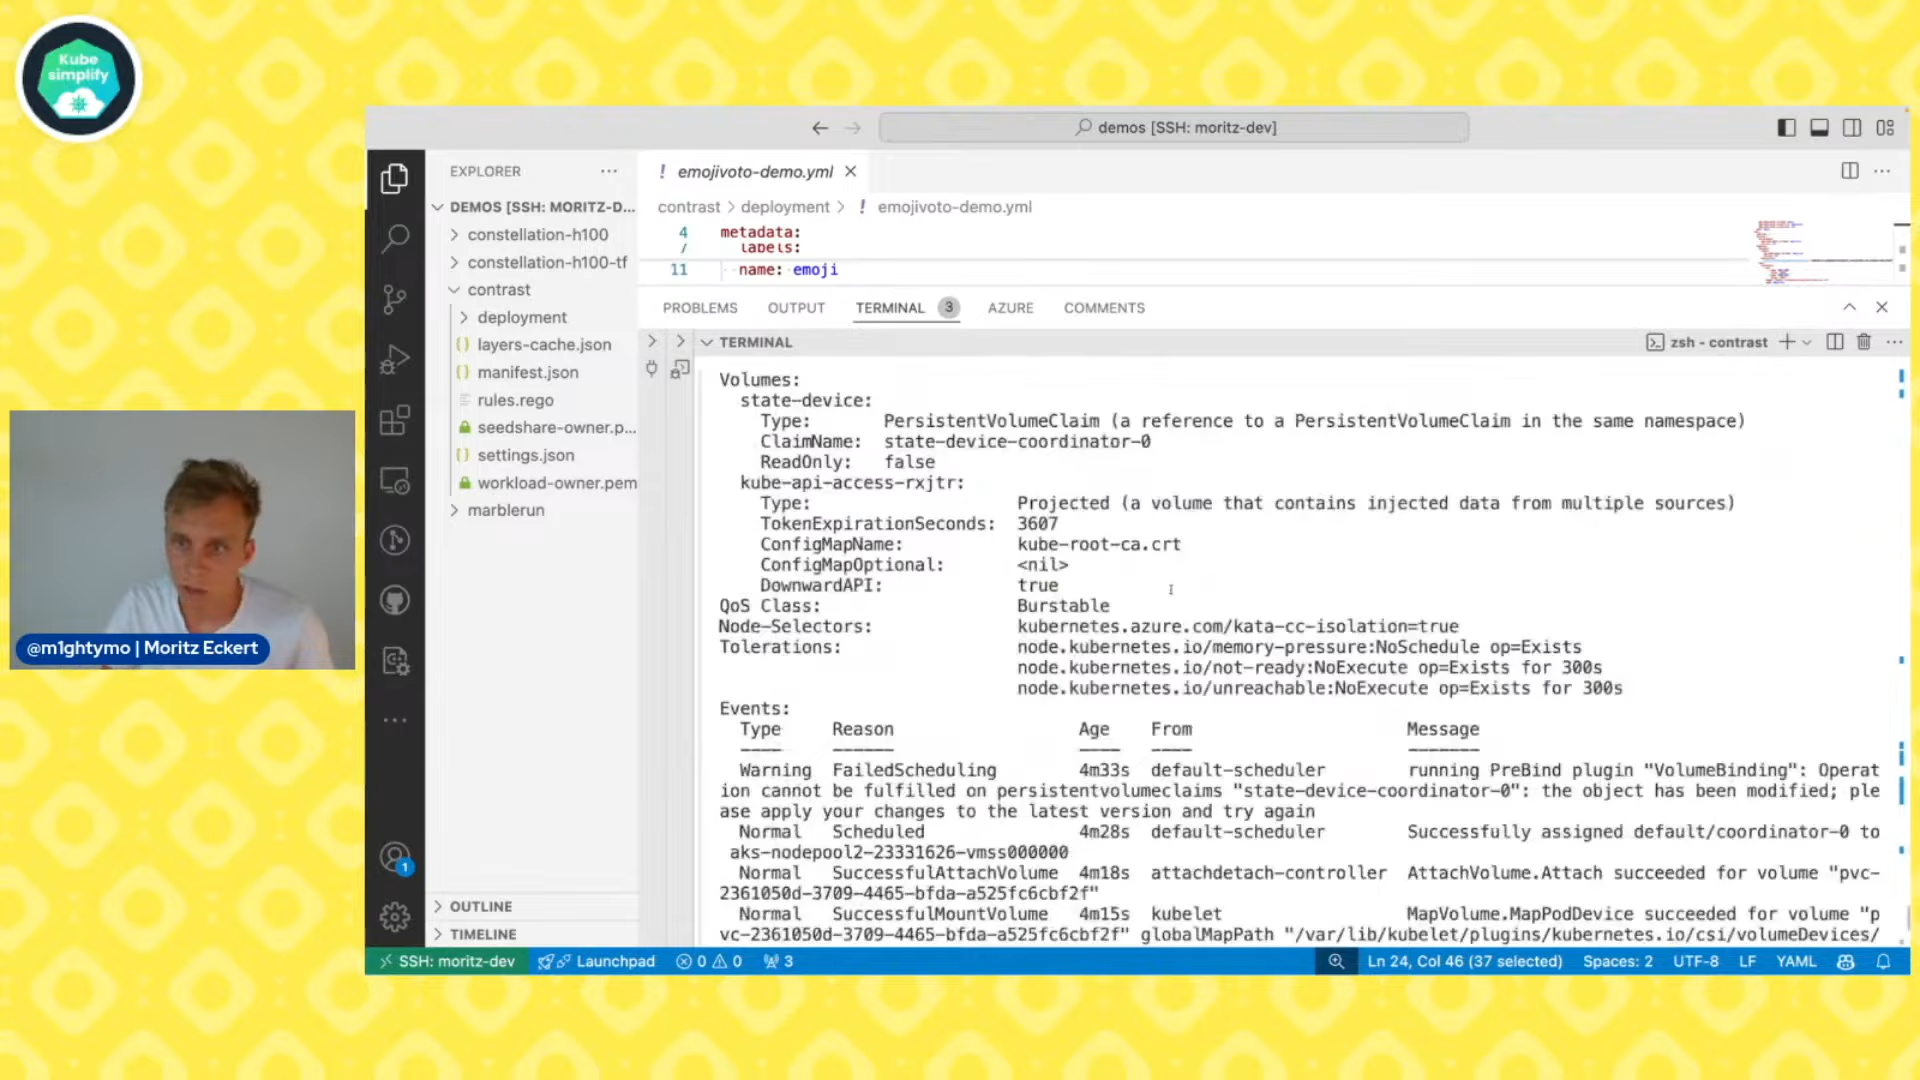 Kube
simplify
demos [SSH: moritz-dev]
EXPLORER
DEMOS [SSH: MORITZ-D...
constellation-h100
constellation-h100-tf
contrast
deployment
layers-cache.json
manifest.json
rules.rego
seedshare-owner.p...
settings.json
workload-owner.pem
marblerun
OUTLINE
TIMELINE
! emojivoto-demo.yml
contrast > deployment > ! emojivoto-demo.yml
4 metadata:
7 labels:
11 name: emoji
PROBLEMS OUTPUT TERMINAL 3 AZURE COMMENTS
TERMINAL
zsh - contrast
Volumes:
state-device:
Type: PersistentVolumeClaim (a reference to a PersistentVolumeClaim in the same namespace)
ClaimName: state-device-coordinator-0
ReadOnly: false
kube-api-access-rxjtr:
Type: Projected (a volume that contains injected data from multiple sources)
TokenExpirationSeconds: 3607
ConfigMapName: kube-root-ca.crt
ConfigMapOptional: <nil>
DownwardAPI: true
QoS Class: Burstable
Node-Selectors: kubernetes.azure.com/kata-cc-isolation=true
Tolerations: node.kubernetes.io/memory-pressure:NoSchedule op=Exists
node.kubernetes.io/not-ready:NoExecute op=Exists for 300s
node.kubernetes.io/unreachable:NoExecute op=Exists for 300s
Events:
Type Reason Age From Message
---- ------ ---- ---- -------
Warning FailedScheduling 4m33s default-scheduler running PreBind plugin "VolumeBinding": Operat
ion cannot be fulfilled on persistentvolumeclaims "state-device-coordinator-0": the object has been modified; ple
ase apply your changes to the latest version and try again
Normal Scheduled 4m28s default-scheduler Successfully assigned default/coordinator-0 to
aks-nodepool2-23331626-vmss000000
Normal SuccessfulAttachVolume 4m18s attachdetach-controller AttachVolume.Attach succeeded for volume "pvc-
2361050d-3709-4465-bfda-a525fc6cbf2f"
Normal SuccessfulMountVolume 4m15s kubelet MapVolume.MapPodDevice succeeded for volume "p
vc-2361050d-3709-4465-bfda-a525fc6cbf2f" globalMapPath "/var/lib/kubelet/plugins/kubernetes.io/csi/volumeDevices/
@m1ghtymo | Moritz Eckert
1
SSH: moritz-dev Launchpad 0 0 3 Ln 24, Col 46 (37 selected) Spaces: 2 UTF-8 LF YAML